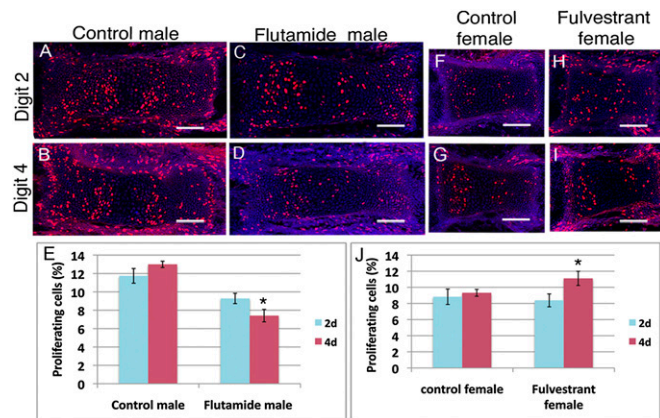 Control male
Flutamide male
Control
female
Fulvestrant
female
Digit 2
A
C
F
H
Digit 4
B
D
G
I
E
Proliferating cells (%)
14
12
10
8
6
4
2
0
*
2d
4d
Control male
Flutamide male
J
Proliferating cells (%)
14
12
10
8
6
4
2
0
*
2d
4d
control female
Fulvestrant
female